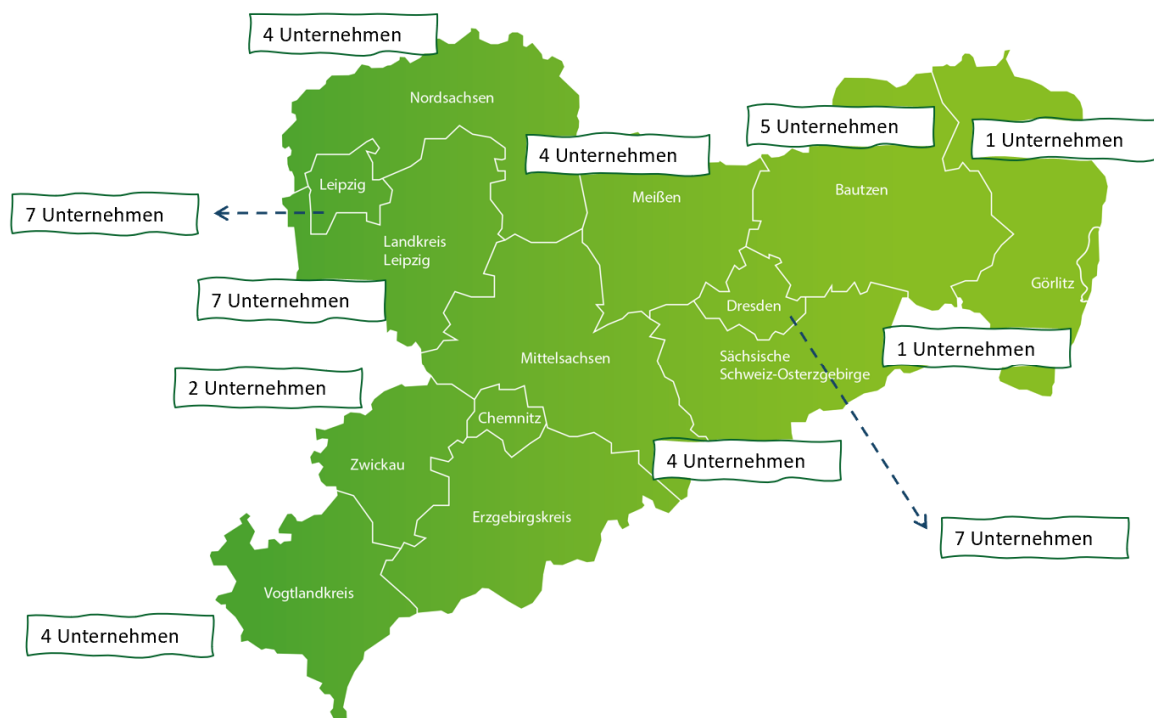 4 Unternehmen
Nordsachsen
5 Unternehmen
1 Unternehmen
4 Unternehmen
Leipzig
Meißen
Bautzen
7 Unternehmen
Landkreis
Leipzig
Görlitz
7 Unternehmen
Dresden
1 Unternehmen
Mittelsachsen
Sächsische
Schweiz-Osterzgebirge
2 Unternehmen
Chemnitz
Zwickau
4 Unternehmen
Erzgebirgskreis
7 Unternehmen
Vogtlandkreis
4 Unternehmen